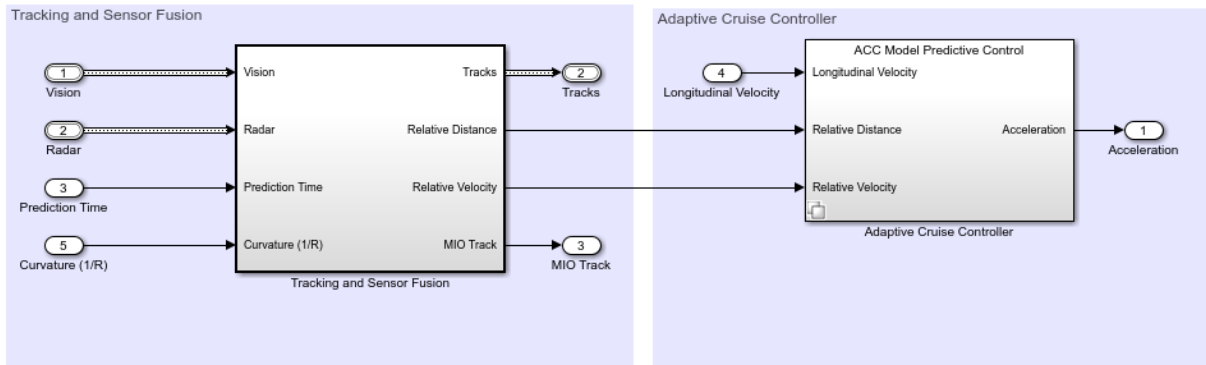 Tracking and Sensor Fusion
1
Vision
2
Radar
3
Prediction Time
5
Curvature (1/R)
Vision
Radar
Prediction Time
Curvature (1/R)
Tracks
Relative Distance
Relative Velocity
MIO Track
Tracking and Sensor Fusion
2
Tracks
3
MIO Track
Adaptive Cruise Controller
4
Longitudinal Velocity
ACC Model Predictive Control
Longitudinal Velocity
Relative Distance
Relative Velocity
Acceleration
Adaptive Cruise Controller
1
Acceleration